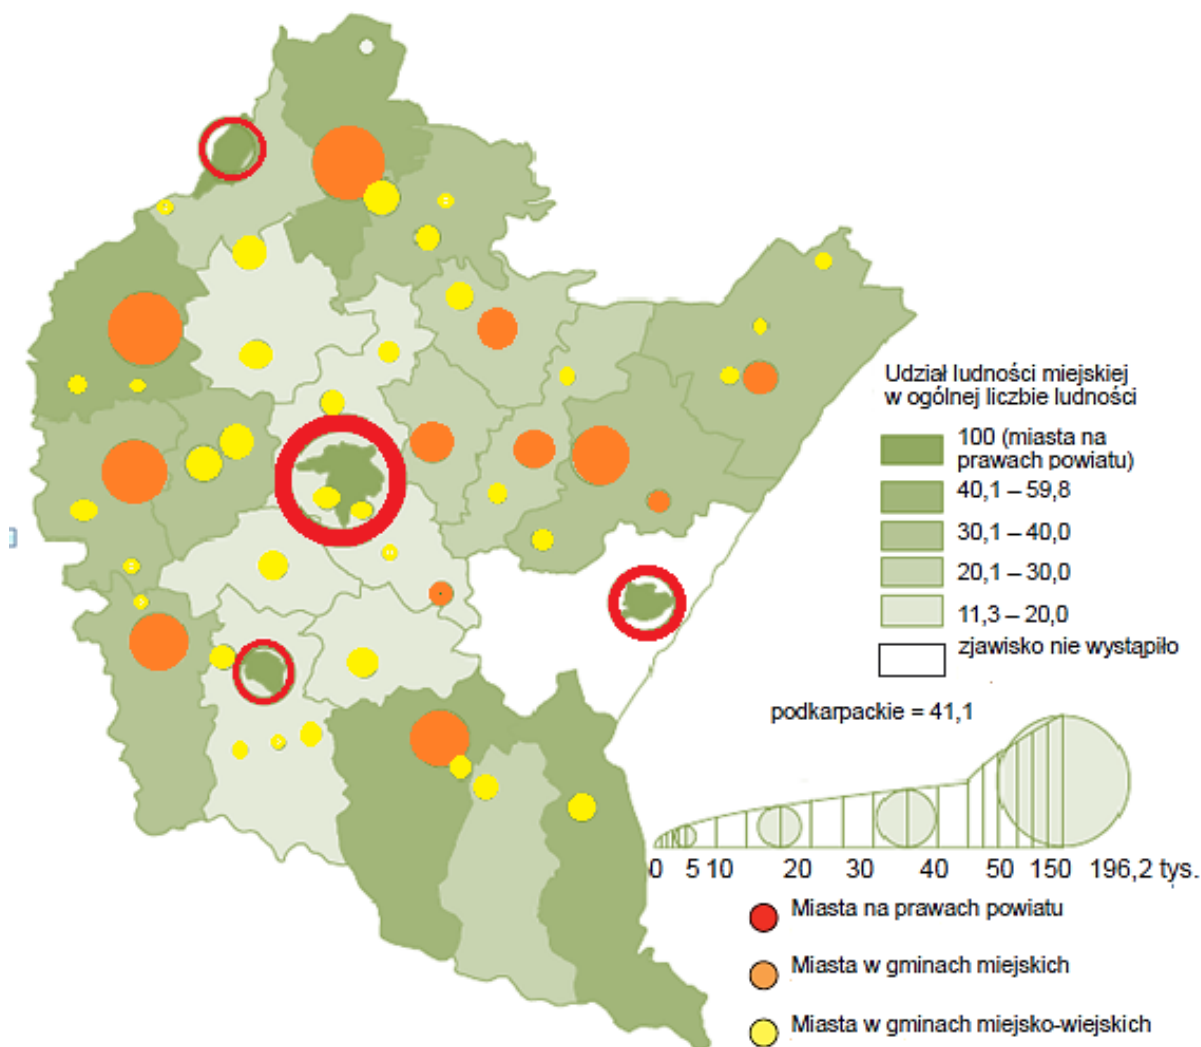 Udział ludności miejskiej
w ogólnej liczbie ludności
100 (miasta na
prawach powiatu)
40,1 – 59,8
30,1 – 40,0
20,1 – 30,0
11,3 – 20,0
zjawisko nie wystąpiło
podkarpackie = 41,1
0 5 10 20 30 40 50 150 196,2 tys.
Miasta na prawach powiatu
Miasta w gminach miejskich
Miasta w gminach miejsko-wiejskich